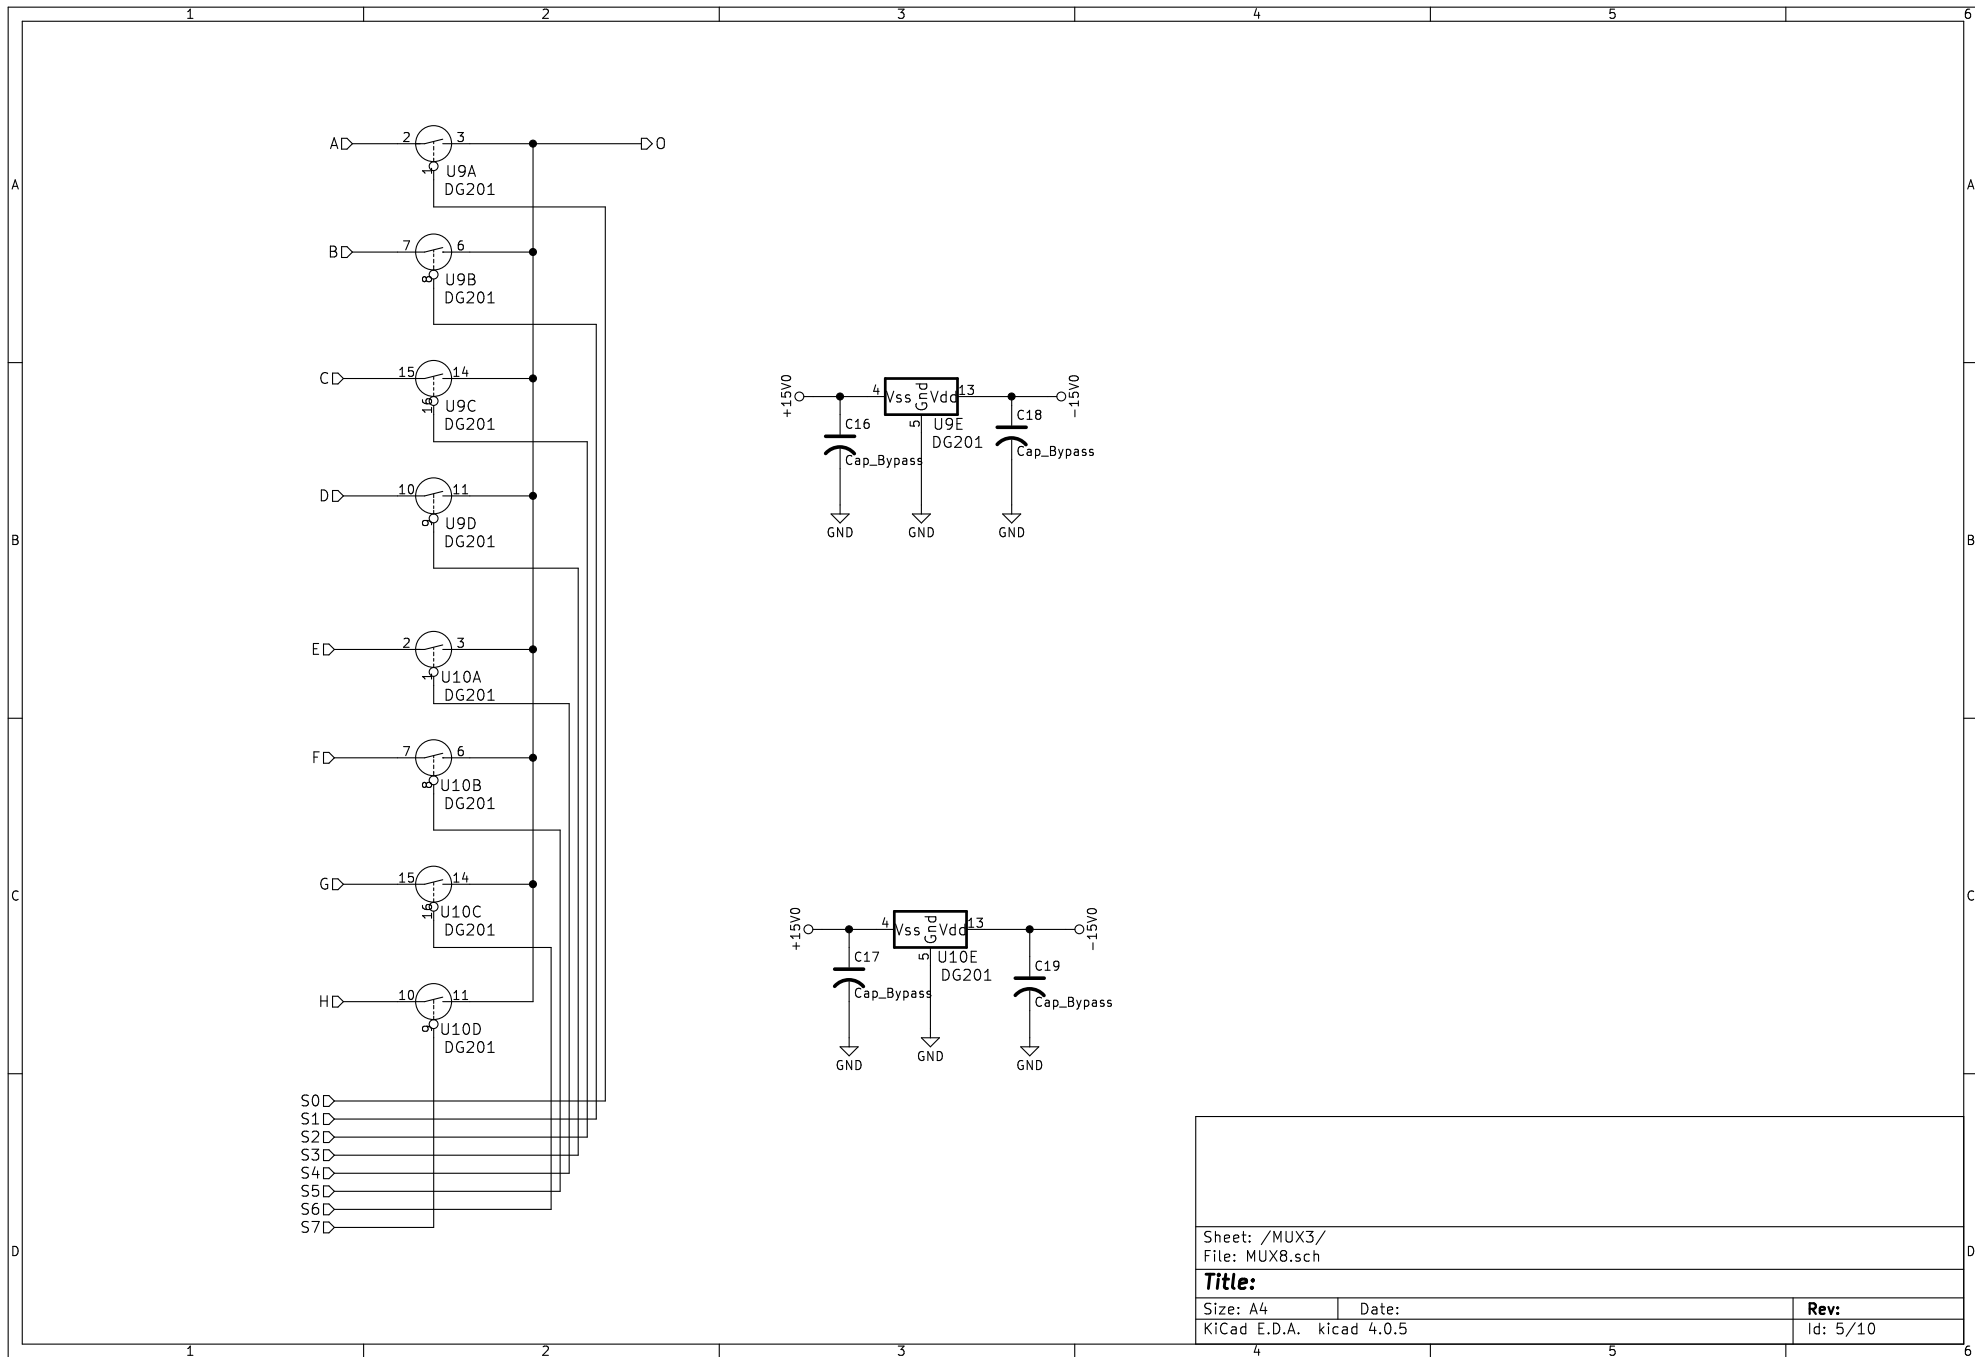 1 2 3 4 5 6
A A
B B
C C
D D
A 2 3 O
1 U9A
DG201
B 7 6
8 U9B
DG201
C 15 14
16 U9C
DG201
D 10 11
9 U9D
DG201
E 2 3
1 U10A
DG201
F 7 6
8 U10B
DG201
G 15 14
16 U10C
DG201
H 10 11
9 U10D
DG201
S0
S1
S2
S3
S4
S5
S6
S7
+15V0 4 Vss Gnd Vdd 13 -15V0
C16 5 U9E C18
DG201
Cap_Bypass Cap_Bypass
GND GND GND
+15V0 4 Vss Gnd Vdd 13 -15V0
C17 5 U10E C19
DG201
Cap_Bypass Cap_Bypass
GND GND GND
Sheet: /MUX3/
File: MUX8.sch
Title:
Size: A4 Date: Rev:
KiCad E.D.A. kicad 4.0.5 Id: 5/10
1 2 3 4 5 6